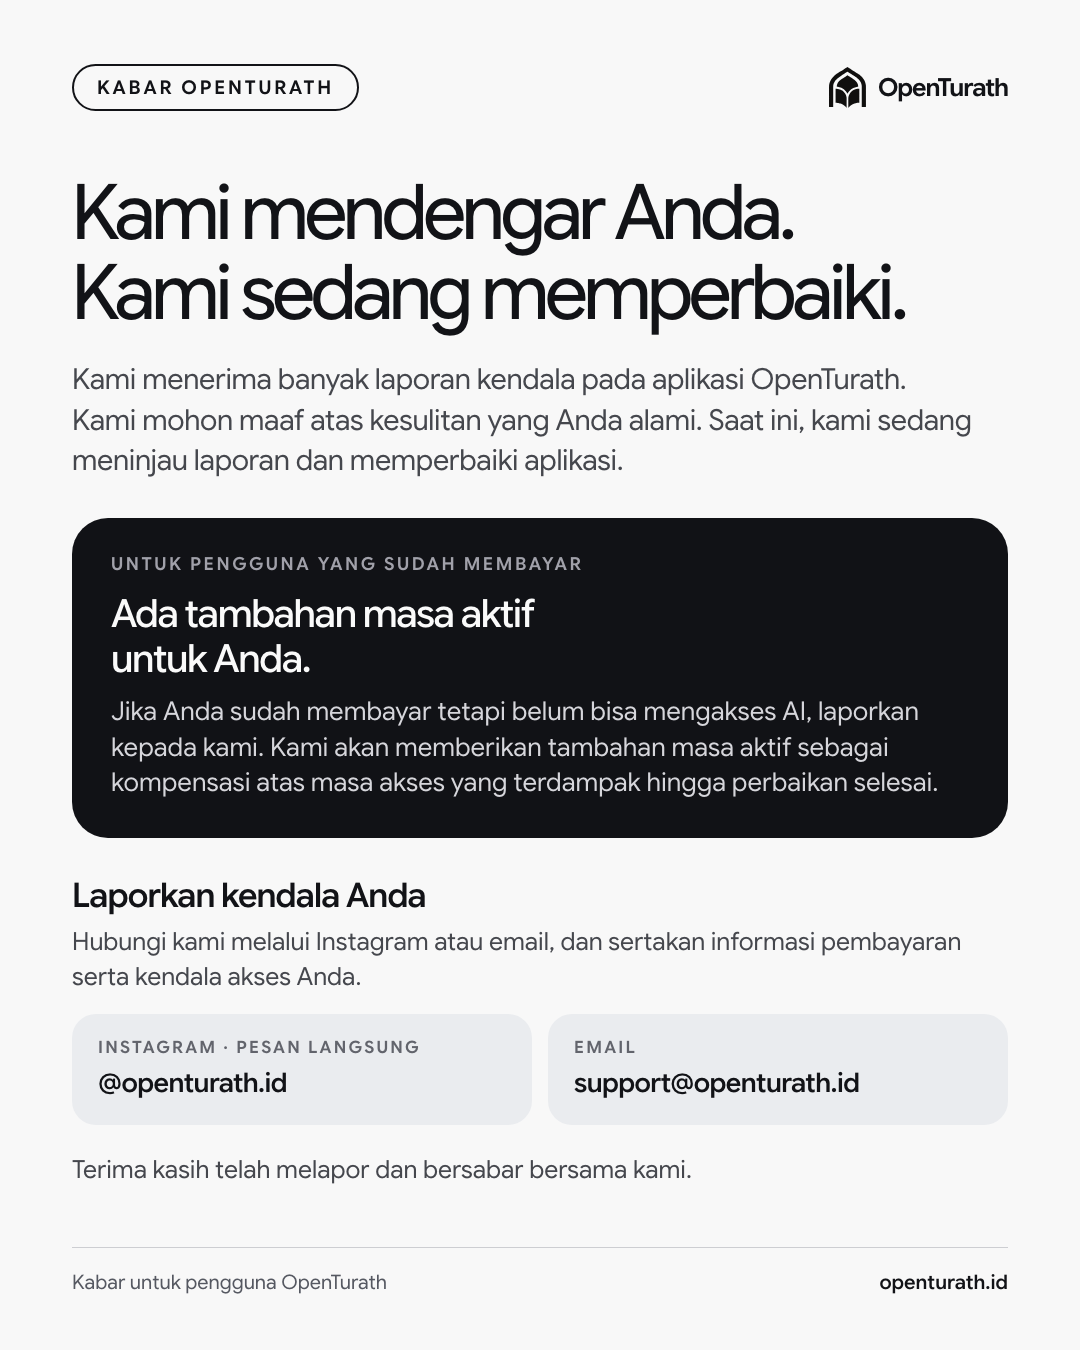 KABAR OPENTURATH
OpenTurath
Kami mendengar Anda.
Kami sedang memperbaiki.
Kami menerima banyak laporan kendala pada aplikasi OpenTurath.
Kami mohon maaf atas kesulitan yang Anda alami. Saat ini, kami sedang
meninjau laporan dan memperbaiki aplikasi.
UNTUK PENGGUNA YANG SUDAH MEMBAYAR
Ada tambahan masa aktif
untuk Anda.
Jika Anda sudah membayar tetapi belum bisa mengakses AI, laporkan
kepada kami. Kami akan memberikan tambahan masa aktif sebagai
kompensasi atas masa akses yang terdampak hingga perbaikan selesai.
Laporkan kendala Anda
Hubungi kami melalui Instagram atau email, dan sertakan informasi pembayaran
serta kendala akses Anda.
INSTAGRAM · PESAN LANGSUNG
@openturath.id
EMAIL
support@openturath.id
Terima kasih telah melapor dan bersabar bersama kami.
Kabar untuk pengguna OpenTurath
openturath.id